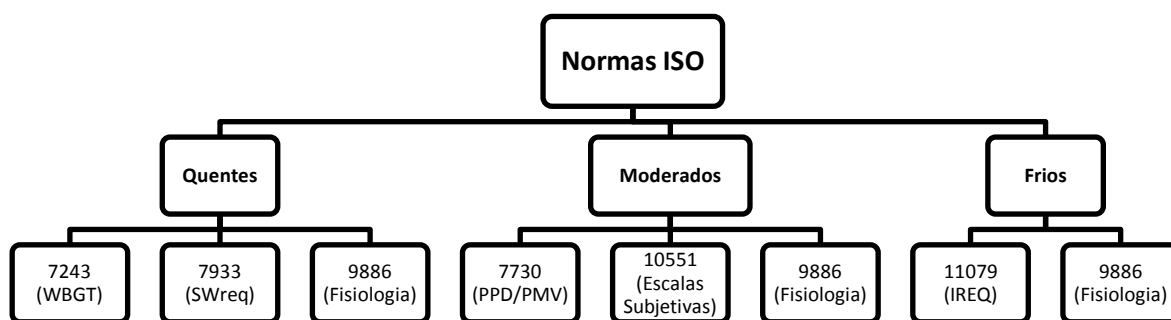 Normas ISO
Quentes
Moderados
Frios
7243
(WBGT)
7933
(SWreq)
9886
(Fisiologia)
7730
(PPD/PMV)
10551
(Escalas
Subjetivas)
9886
(Fisiologia)
11079
(IREQ)
9886
(Fisiologia)